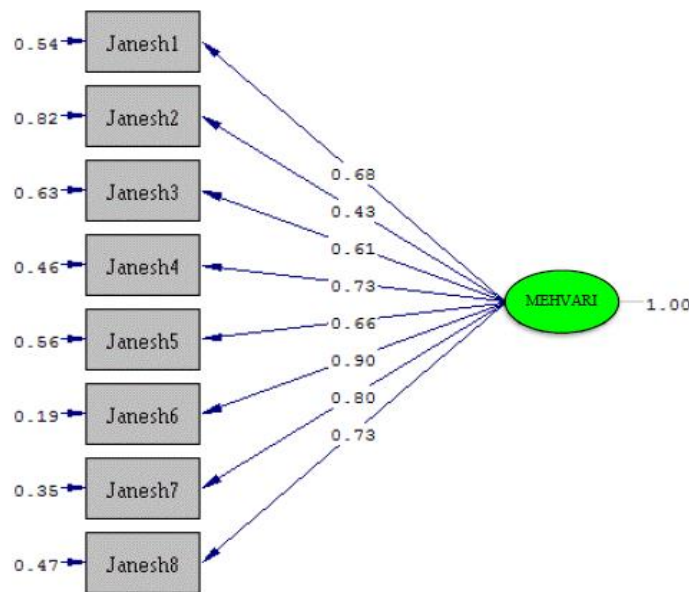 0.54 Janesh1
0.82 Janesh2
0.68
0.63 Janesh3
0.43
0.61
0.46 Janesh4
0.73
MEHVARI 1.00
0.56 Janesh5
0.66
0.90
0.19 Janesh6
0.80
0.73
0.35 Janesh7
0.47 Janesh8